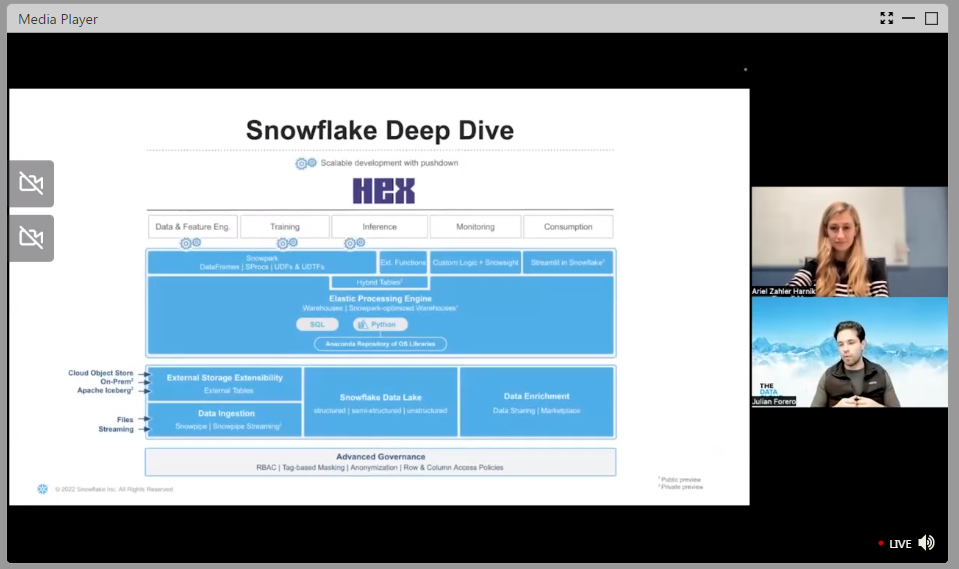 Media Player
Snowflake Deep Dive
Scalable development with pushdown
HEX
Data & Feature Eng.
Training
Inference
Monitoring
Consumption
Snowpark
DataFrames | SProcs | UDFs & UDTFs
Ext. Functions
Custom Logic + Snowsight
Streamlit in Snowflake²
Hybrid Tables²
Elastic Processing Engine
Warehouses | Snowpark-optimized Warehouses¹
SQL
Python
Anaconda Repository of OS Libraries
Cloud Object Store
On-Prem²
Apache Iceberg²
Files
Streaming
External Storage Extensibility
External Tables
Data Ingestion
Snowpipe | Snowpipe Streaming²
Snowflake Data Lake
structured | semi-structured | unstructured
Data Enrichment
Data Sharing | Marketplace
Advanced Governance
RBAC | Tag-based Masking | Anonymization | Row & Column Access Policies
© 2022 Snowflake Inc. All Rights Reserved
¹ Public preview
² Private preview
Ariel Zahler Harnik
THE
DATA
Julian Forero
LIVE